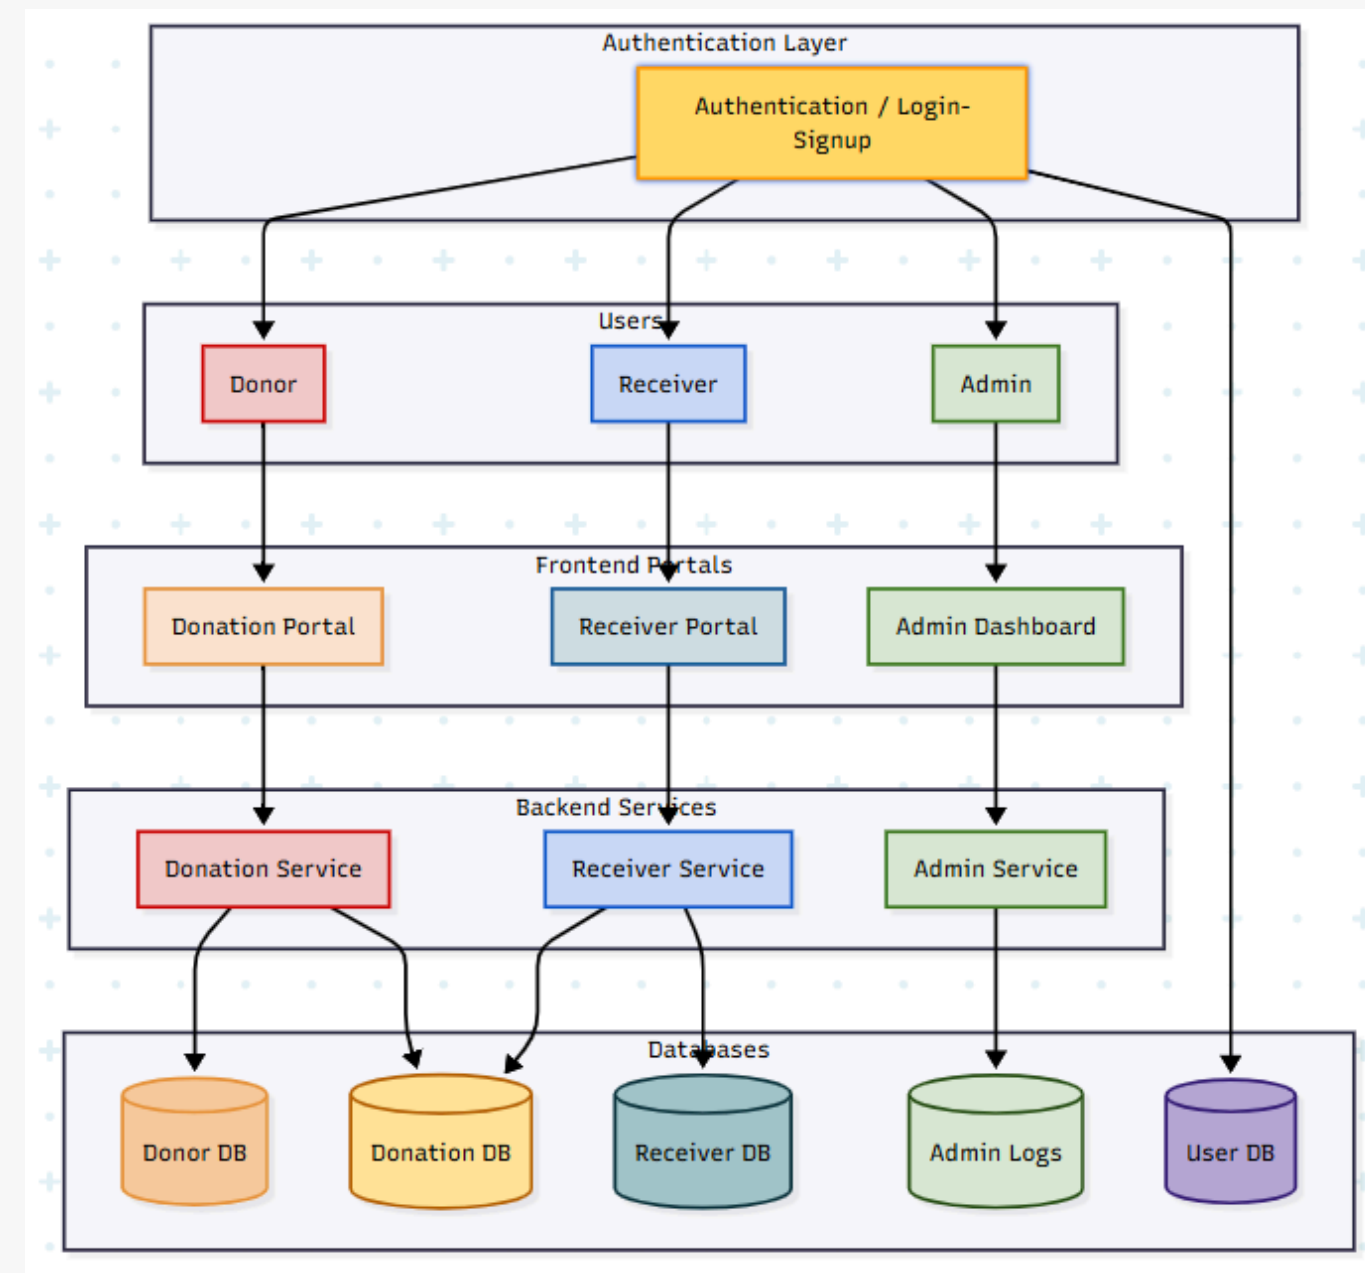 Authentication Layer
Authentication / Login-
Signup
Users
Donor
Receiver
Admin
Frontend Portals
Donation Portal
Receiver Portal
Admin Dashboard
Backend Services
Donation Service
Receiver Service
Admin Service
Databases
Donor DB
Donation DB
Receiver DB
Admin Logs
User DB